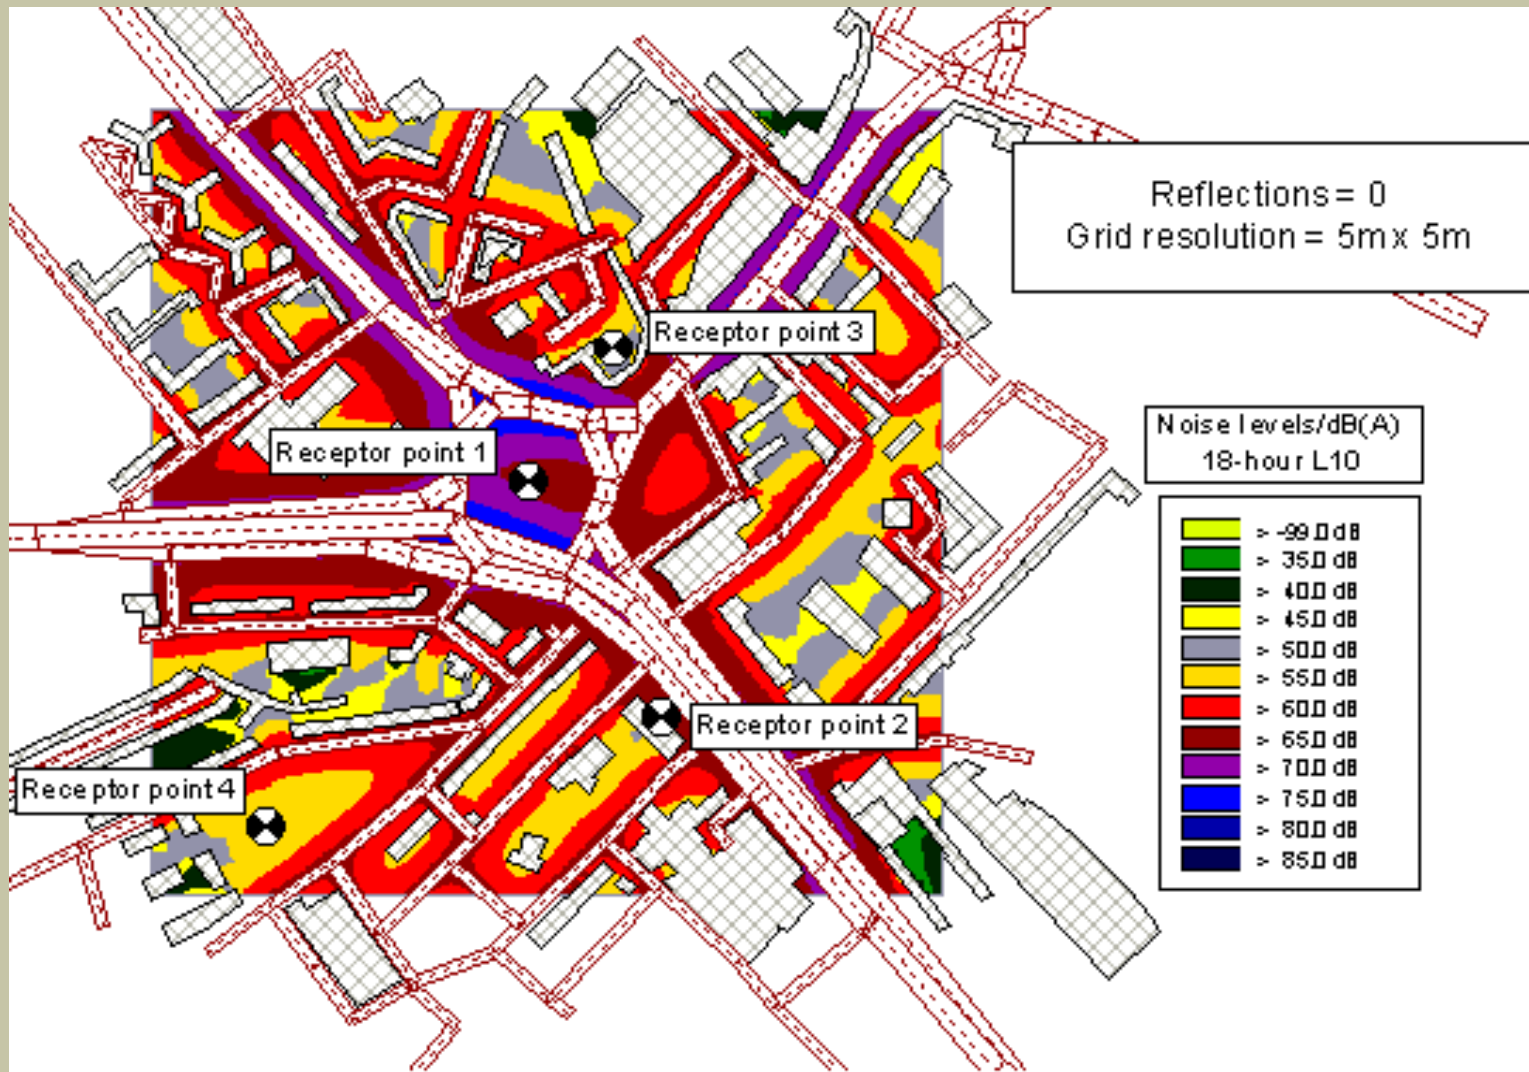 Reflections = 0
Grid resolution = 5m x 5m
Receptor point 3
Noise levels/dB(A)
18-hour L10
Receptor point 1
> -99.0 dB
> 35.0 dB
> 40.0 dB
> 45.0 dB
> 50.0 dB
> 55.0 dB
> 60.0 dB
> 65.0 dB
> 70.0 dB
> 75.0 dB
> 80.0 dB
> 85.0 dB
Receptor point 2
Receptor point 4